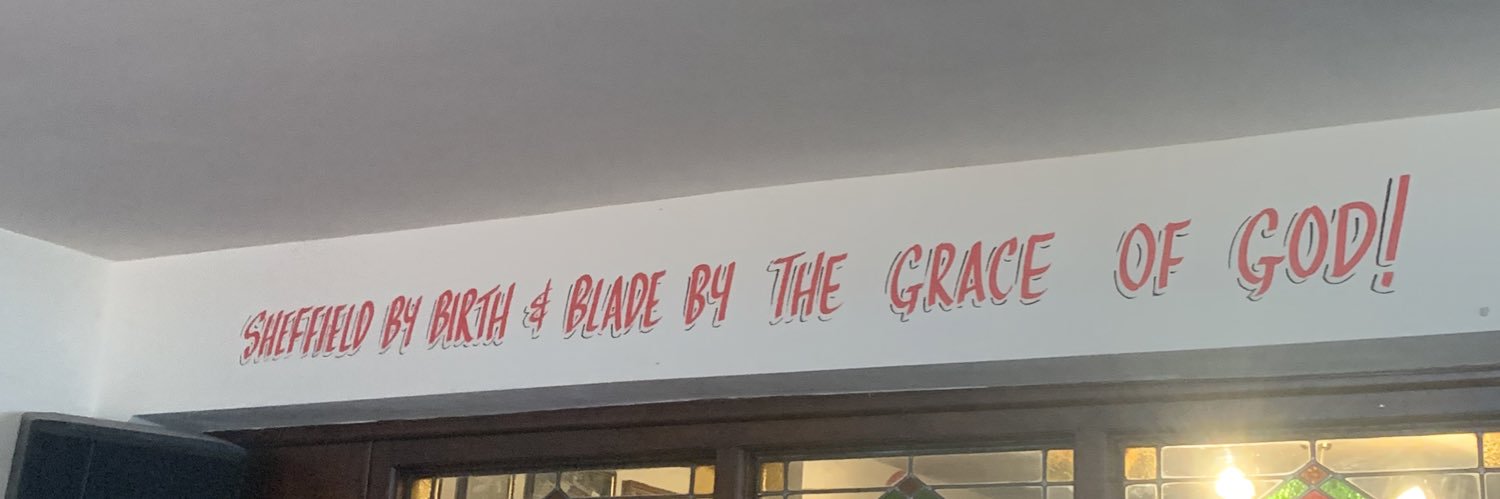 SHEFFIELD BY BIRTH & BLADE BY THE GRACE OF GOD!